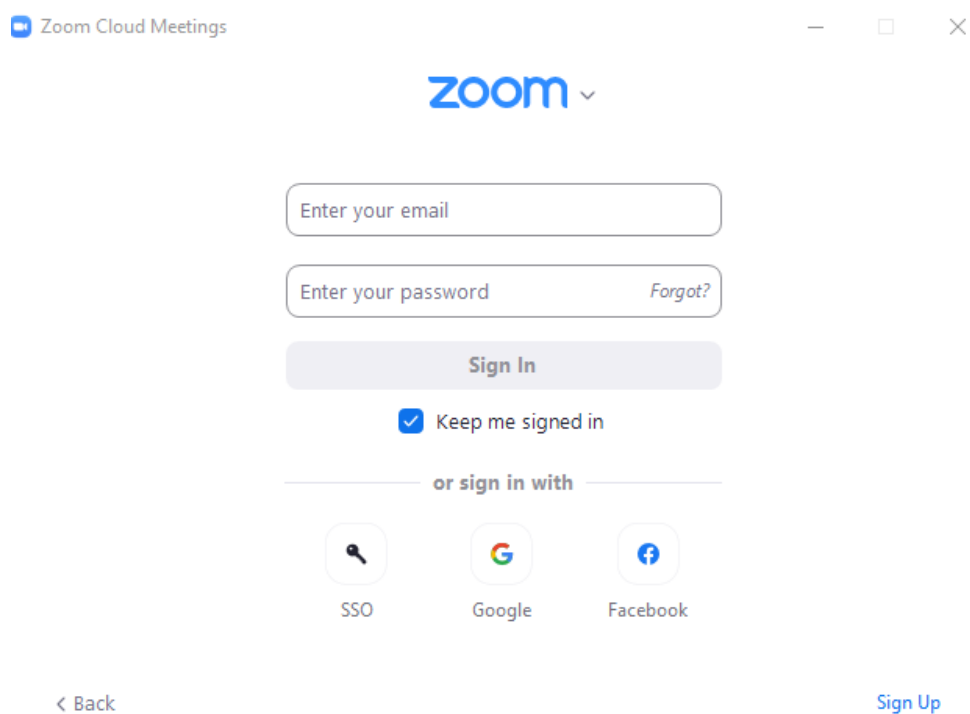 Zoom Cloud Meetings
zoom
Enter your email
Enter your password Forgot?
Sign In
Keep me signed in
or sign in with
SSO Google Facebook
Back Sign Up